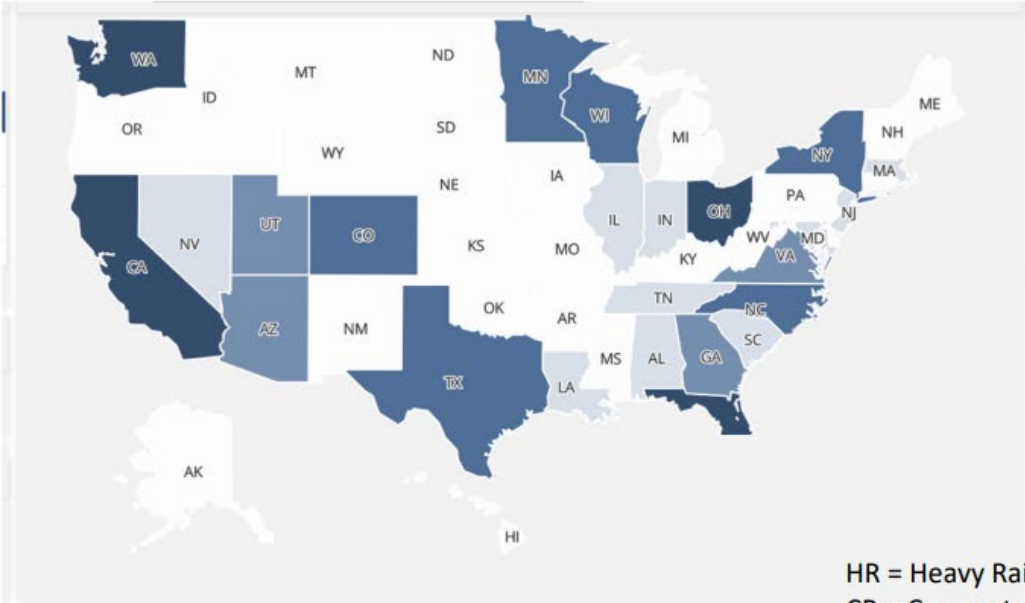 WA
MT
ND
MN
ID
OR
SD
WI
MI
ME
NH
WY
NY
MA
IA
NE
PA
OH
NJ
IL
IN
NV
UT
CO
WV
MD
KS
MO
KY
VA
CA
TN
NC
OK
AR
AZ
NM
SC
MS
AL
GA
TX
LA
AK
HI
HR = Heavy Rai